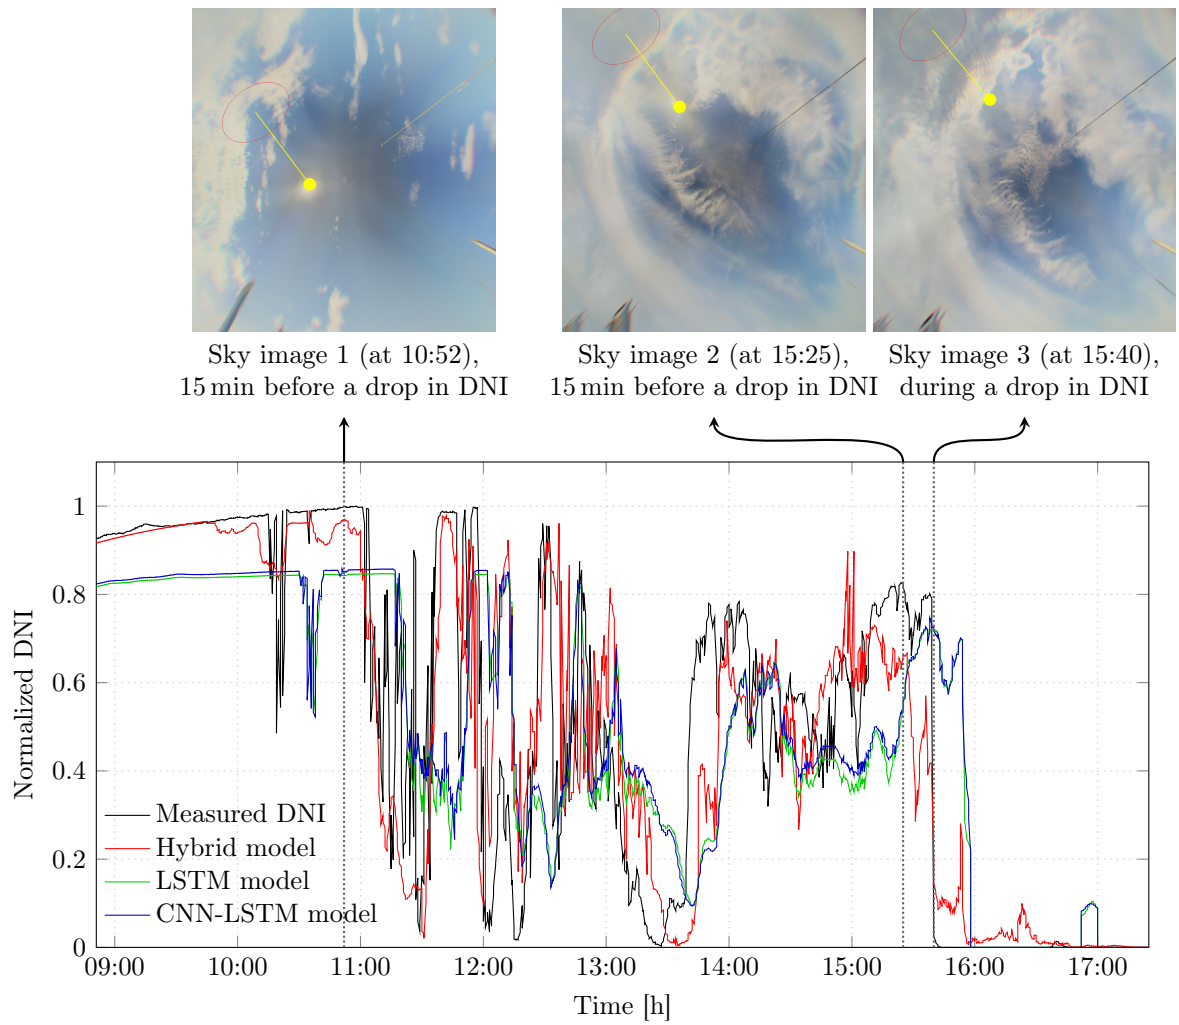 Sky image 1 (at 10:52),
15 min before a drop in DNI
Sky image 2 (at 15:25),
15 min before a drop in DNI
Sky image 3 (at 15:40),
during a drop in DNI
Normalized DNI
1
0.8
0.6
0.4
0.2
0
Measured DNI
Hybrid model
LSTM model
CNN-LSTM model
09:00 10:00 11:00 12:00 13:00 14:00 15:00 16:00 17:00
Time [h]